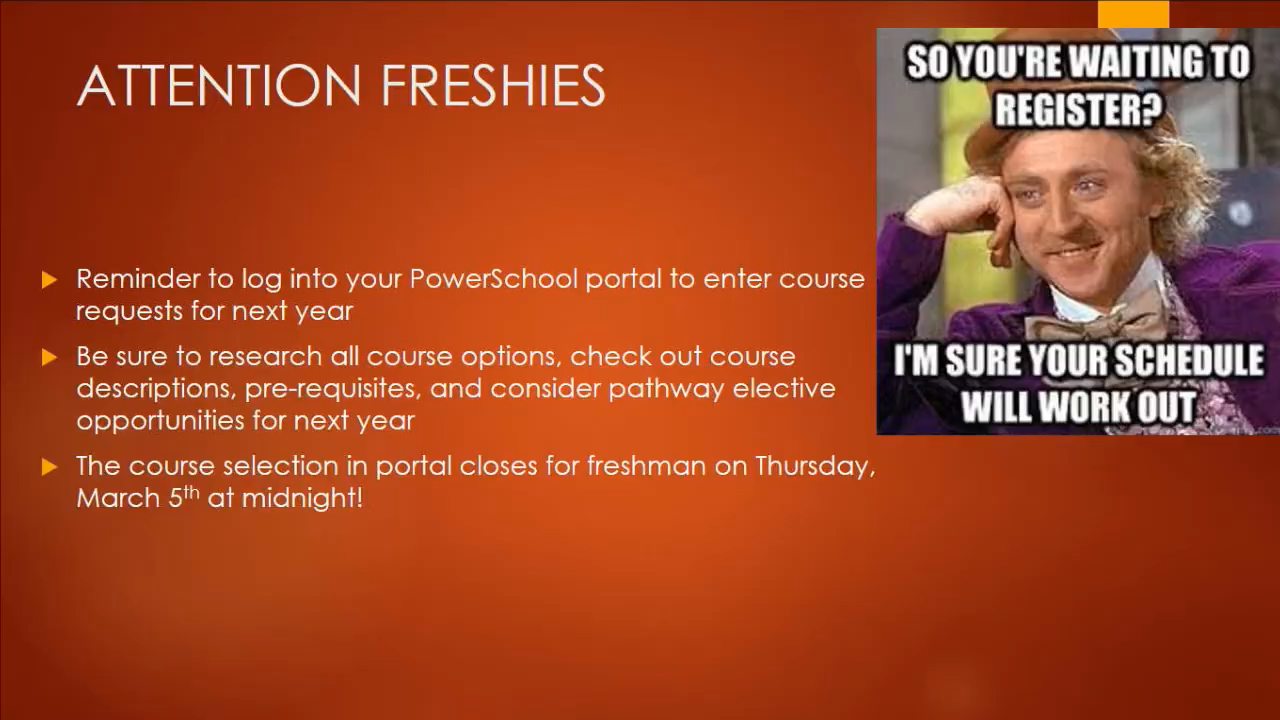 ATTENTION FRESHIES
SO YOU'RE WAITING TO
REGISTER?
I'M SURE YOUR SCHEDULE
WILL WORK OUT
Reminder to log into your PowerSchool portal to enter course
requests for next year
Be sure to research all course options, check out course
descriptions, pre-requisites, and consider pathway elective
opportunities for next year
The course selection in portal closes for freshman on Thursday,
March 5th at midnight!